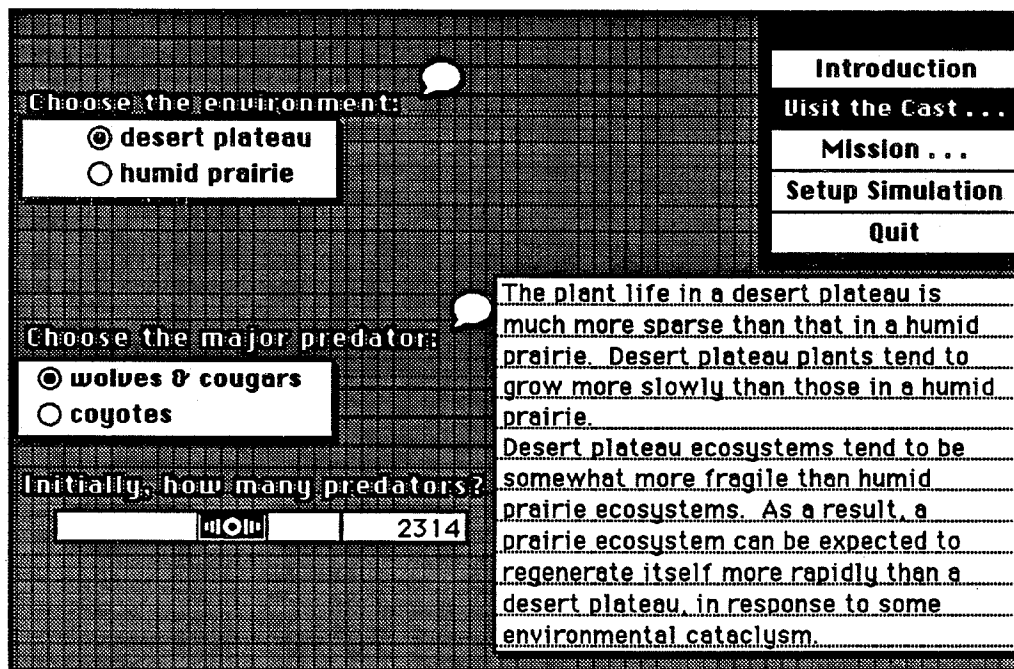 Choose the environment:
desert plateau
humid prairie
Introduction
Visit the Cast . . .
Mission . . .
Setup Simulation
Quit
Choose the major predator:
wolves & cougars
coyotes
Initially, how many predators?
2314
The plant life in a desert plateau is
much more sparse than that in a humid
prairie.  Desert plateau plants tend to
grow more slowly than those in a humid
prairie.
Desert plateau ecosystems tend to be
somewhat more fragile than humid
prairie ecosystems.  As a result, a
prairie ecosystem can be expected to
regenerate itself more rapidly than a
desert plateau, in response to some
environmental cataclysm.